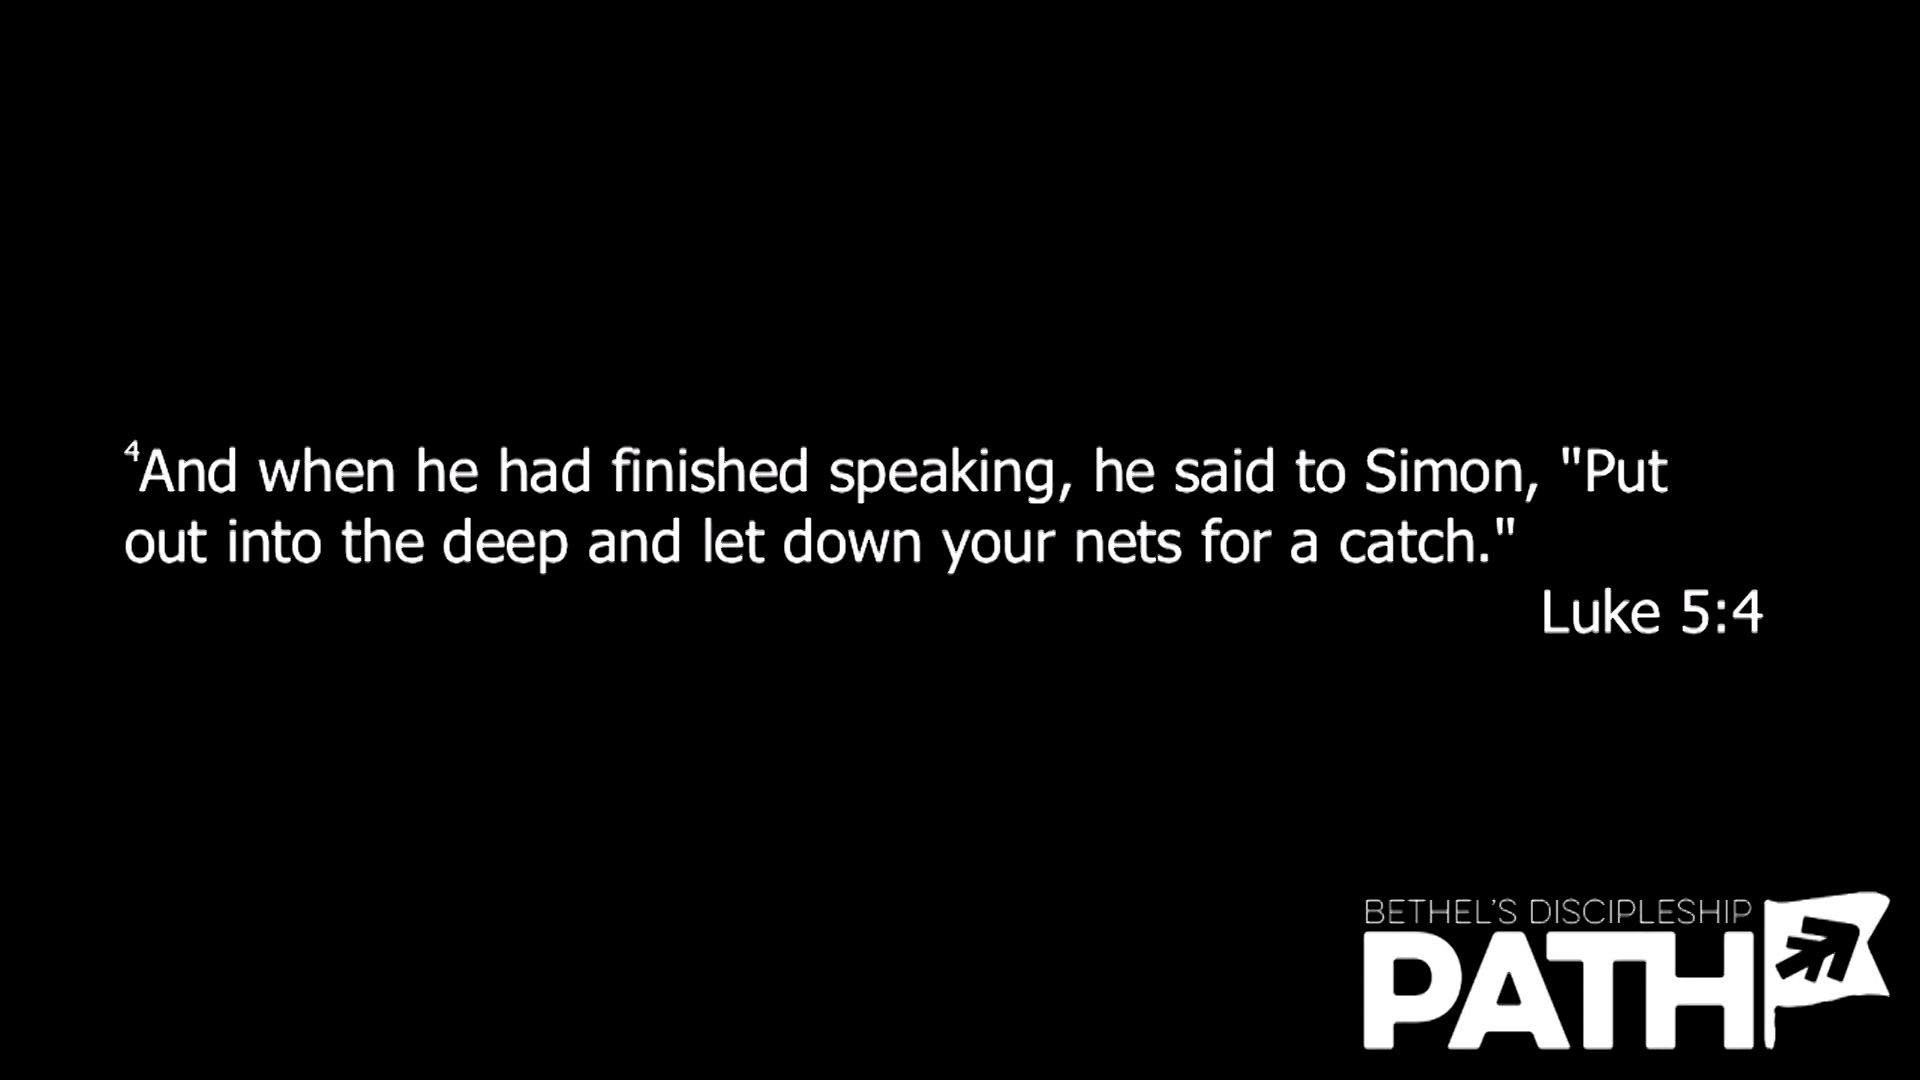 ⁴And when he had finished speaking, he said to Simon, "Put
out into the deep and let down your nets for a catch."
Luke 5:4
BETHEL'S DISCIPLESHIP
PATH